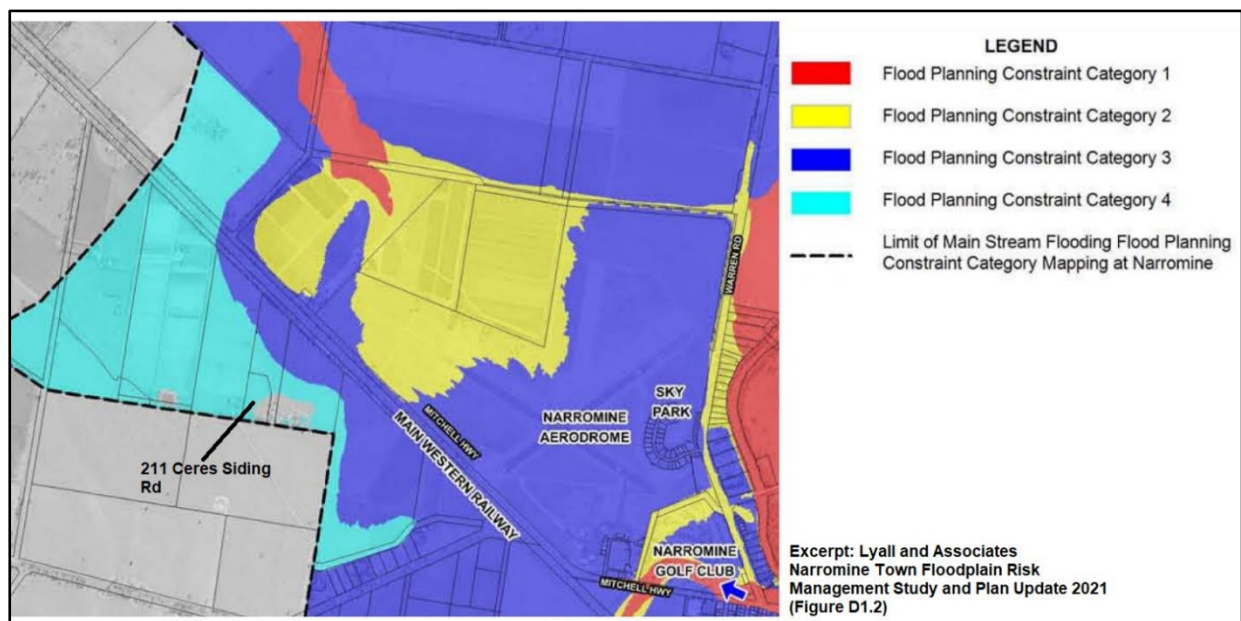 LEGEND
Flood Planning Constraint Category 1
Flood Planning Constraint Category 2
Flood Planning Constraint Category 3
Flood Planning Constraint Category 4
Limit of Main Stream Flooding Flood Planning
Constraint Category Mapping at Narromine
WARREN RD
SKY
PARK
NARROMINE
AERODROME
MITCHELL HWY
MAIN WESTERN RAILWAY
211 Ceres Siding
Rd
NARROMINE
GOLF CLUB
MITCHELL HWY
Excerpt: Lyall and Associates
Narromine Town Floodplain Risk
Management Study and Plan Update 2021
(Figure D1.2)